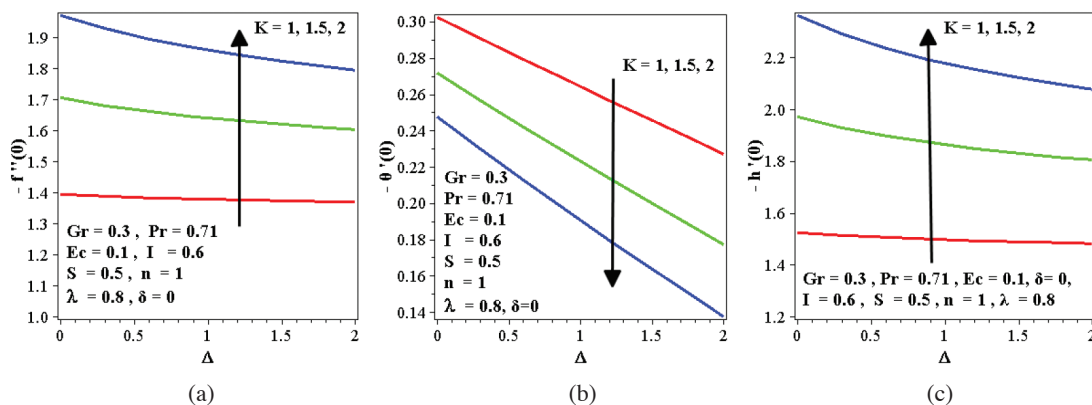 K = 1, 1.5, 2
- f ''(0)
1.9
1.8
1.7
1.6
1.5
1.4
1.3
1.2
1.1
1.0
Gr = 0.3 , Pr = 0.71
Ec = 0.1 , I = 0.6
S = 0.5 , n = 1
λ = 0.8 , δ = 0
0 0.5 1 1.5 2
Δ
(a)
K = 1, 1.5, 2
- θ '(0)
0.30
0.28
0.26
0.24
0.22
0.20
0.18
0.16
0.14
Gr = 0.3
Pr = 0.71
Ec = 0.1
I = 0.6
S = 0.5
n = 1
λ = 0.8, δ=0
0 0.5 1 1.5 2
Δ
(b)
K = 1, 1.5, 2
- h '(0)
2.2
2.0
1.8
1.6
1.4
1.2
Gr = 0.3 , Pr = 0.71 , Ec = 0.1, δ= 0,
I = 0.6 , S = 0.5 , n = 1 , λ = 0.8
0 0.5 1 1.5 2
Δ
(c)